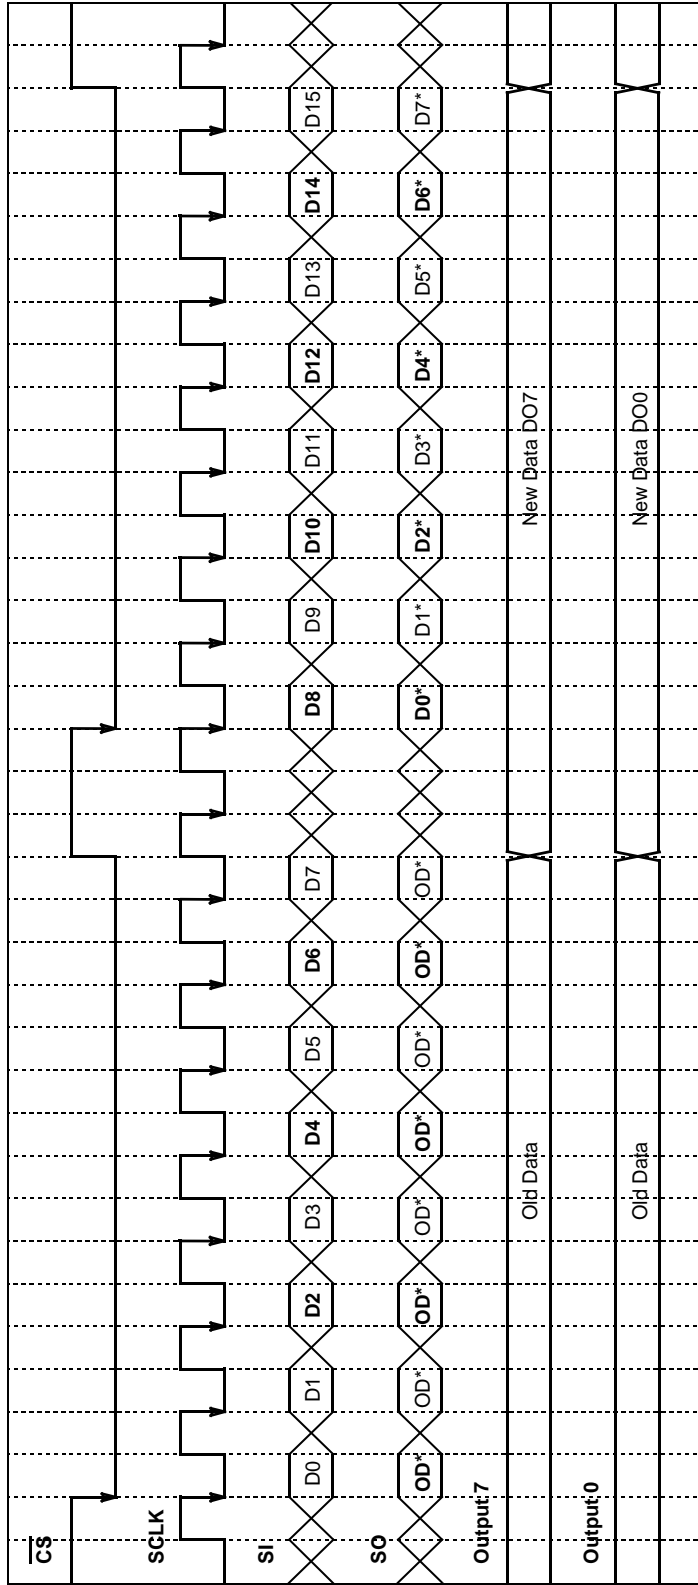 CS
SCLK
SI D0 D1 D2 D3 D4 D5 D6 D7 D8 D9 D10 D11 D12 D13 D14 D15
SO OD* OD* OD* OD* OD* OD* OD* OD* D0* D1* D2* D3* D4* D5* D6* D7*
Output 7 Old Data New Data DO7
Output 0 Old Data New Data DO0